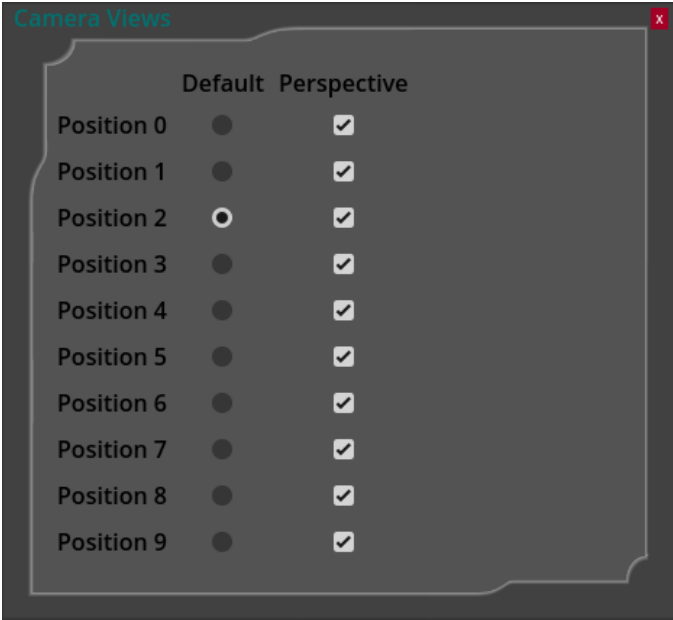 Camera Views
x
Default Perspective
Position 0
Position 1
Position 2
Position 3
Position 4
Position 5
Position 6
Position 7
Position 8
Position 9